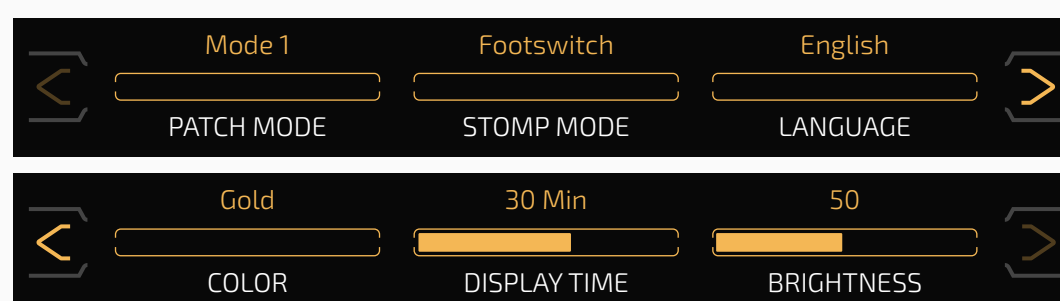 Mode 1 Footswitch English
PATCH MODE STOMP MODE LANGUAGE
Gold 30 Min 50
COLOR DISPLAY TIME BRIGHTNESS